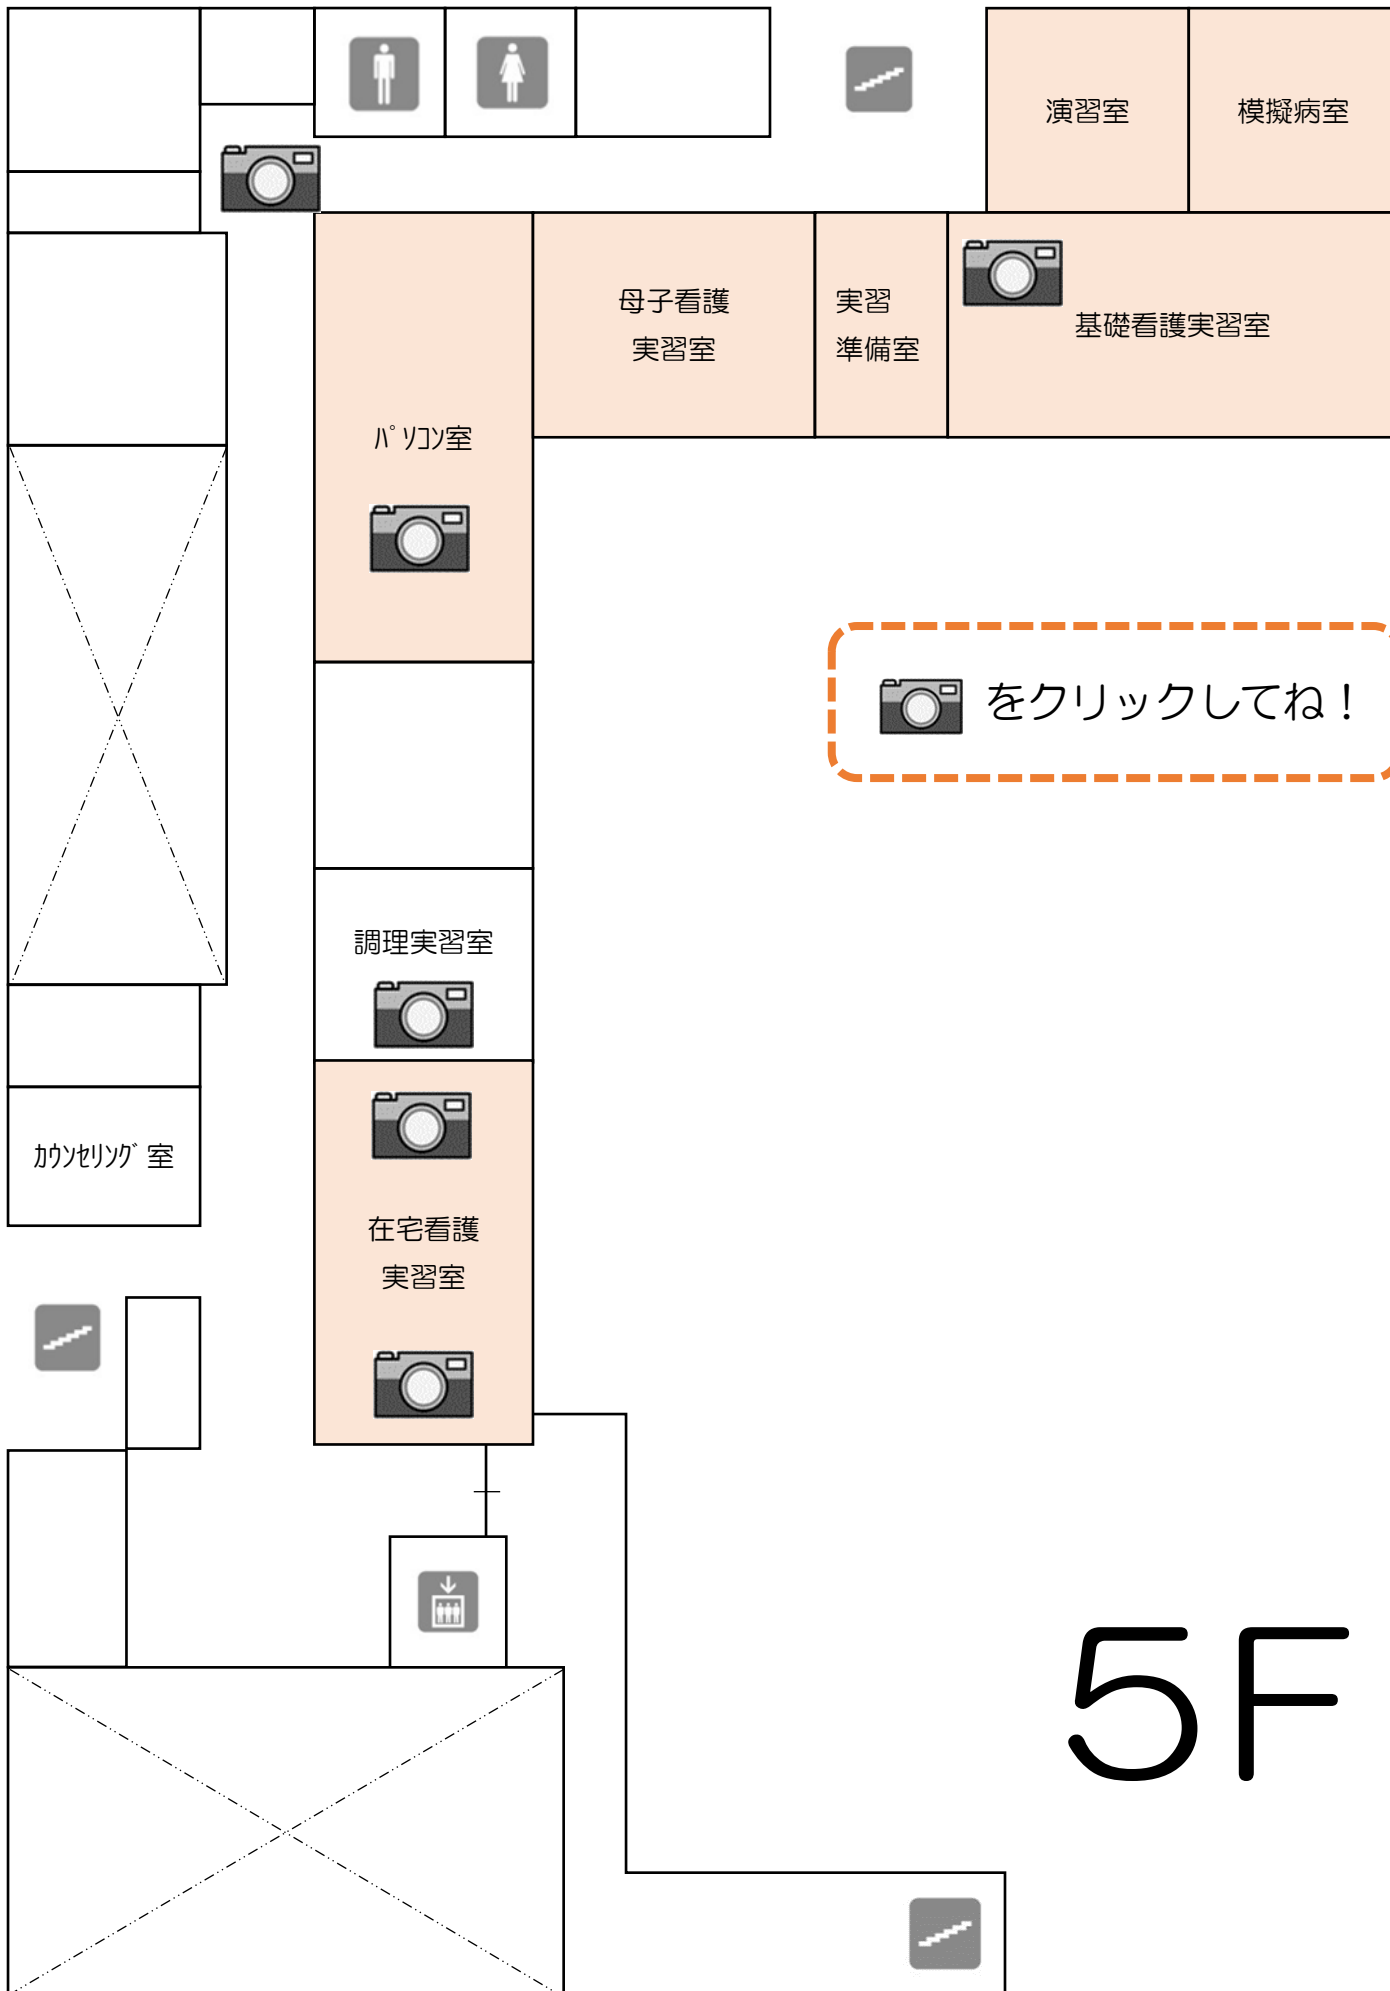 演習室
模擬病室
母子看護
実習室
実習
準備室
基礎看護実習室
ﾊﾟｿｺﾝ室
をクリックしてね！
調理実習室
ｶｳﾝｾﾘﾝｸﾞ室
在宅看護
実習室
5F